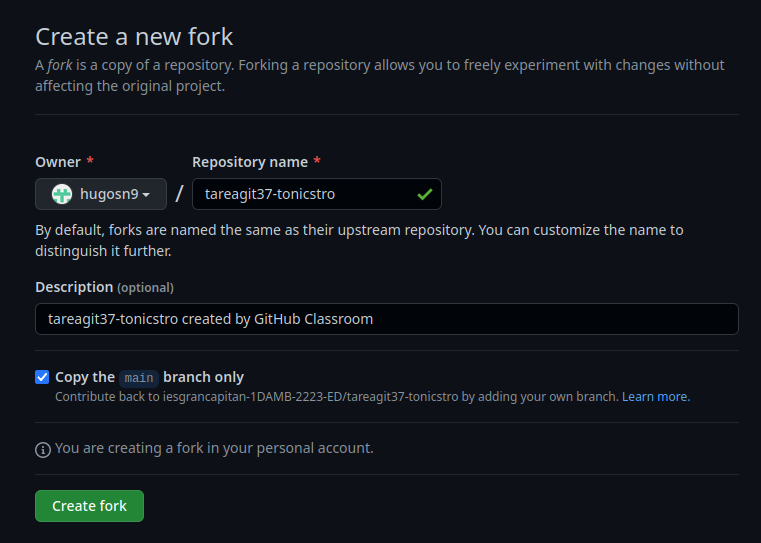 Create a new fork
A fork is a copy of a repository. Forking a repository allows you to freely experiment with changes without
affecting the original project.
Owner * Repository name *
hugosn9 / tareagit37-tonicstro
By default, forks are named the same as their upstream repository. You can customize the name to
distinguish it further.
Description (optional)
tareagit37-tonicstro created by GitHub Classroom
Copy the main branch only
Contribute back to iesgrancapitan-1DAMB-2223-ED/tareagit37-tonicstro by adding your own branch. Learn more.
You are creating a fork in your personal account.
Create fork